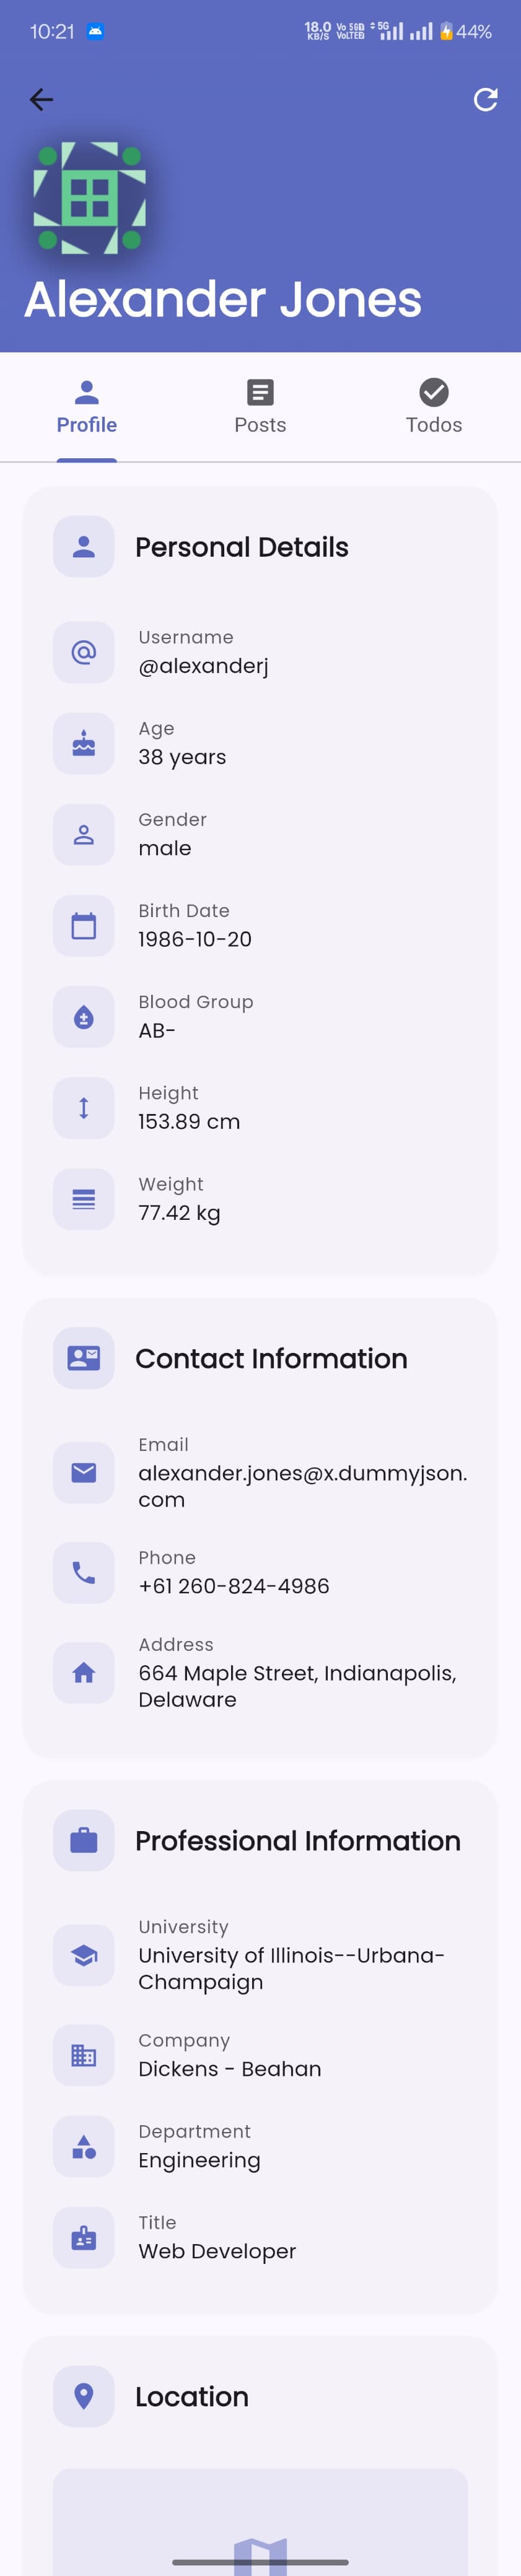 10:21 18.0 KB/S Vo 5G VoLTE 5G 44%
Alexander Jones
Profile Posts Todos
Personal Details
Username
@alexanderj
Age
38 years
Gender
male
Birth Date
1986-10-20
Blood Group
AB-
Height
153.89 cm
Weight
77.42 kg
Contact Information
Email
alexander.jones@x.dummyjson.
com
Phone
+61 260-824-4986
Address
664 Maple Street, Indianapolis,
Delaware
Professional Information
University
University of Illinois--Urbana-
Champaign
Company
Dickens - Beahan
Department
Engineering
Title
Web Developer
Location